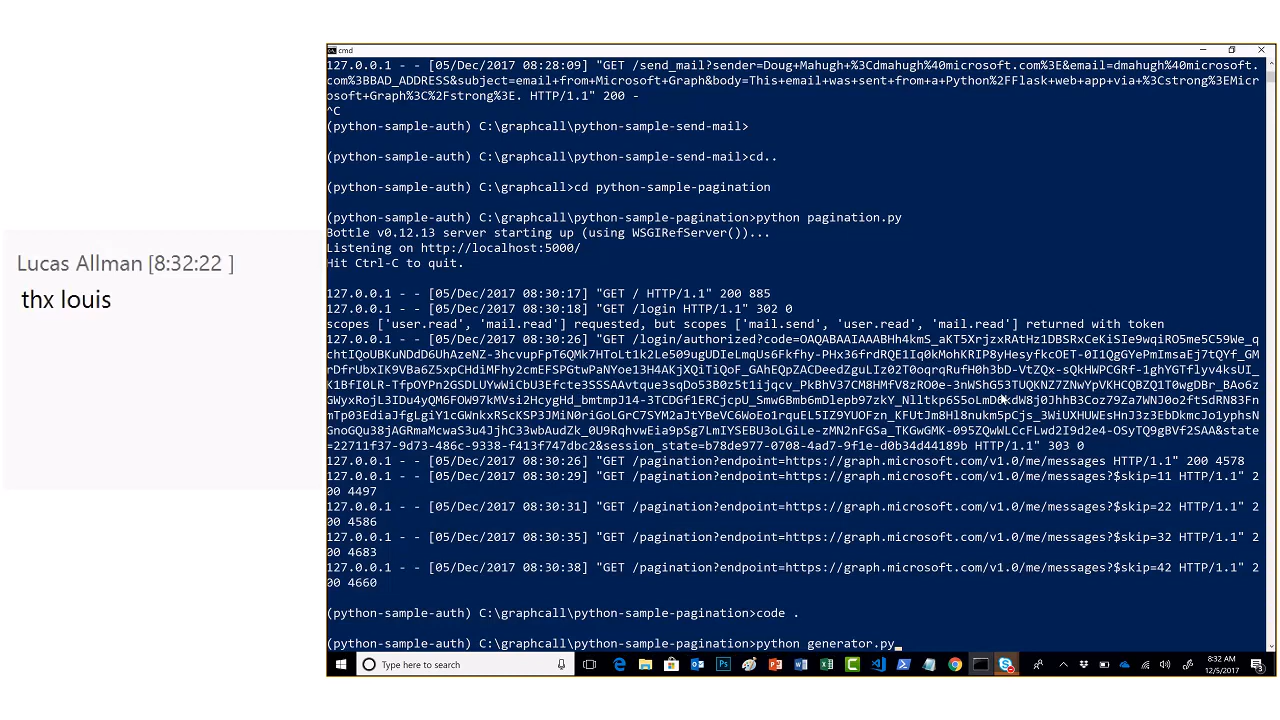 Lucas Allman [8:32:22 ]
thx louis
cmd
127.0.0.1 - - [05/Dec/2017 08:28:09] "GET /send_mail?sender=Doug+Mahugh+%3Cdmahugh%40microsoft.com%3E&email=dmahugh%40microsoft.
com%3BBAD_ADDRESS&subject=email+from+Microsoft+Graph&body=This+email+was+sent+from+a+Python%2FFlask+web+app+via+%3Cstrong%3EMicr
osoft+Graph%3C%2Fstrong%3E. HTTP/1.1" 200 -
^C
(python-sample-auth) C:\graphcall\python-sample-send-mail>
(python-sample-auth) C:\graphcall\python-sample-send-mail>cd..
(python-sample-auth) C:\graphcall>cd python-sample-pagination
(python-sample-auth) C:\graphcall\python-sample-pagination>python pagination.py
Bottle v0.12.13 server starting up (using WSGIRefServer())...
Listening on http://localhost:5000/
Hit Ctrl-C to quit.
127.0.0.1 - - [05/Dec/2017 08:30:17] "GET / HTTP/1.1" 200 885
127.0.0.1 - - [05/Dec/2017 08:30:18] "GET /login HTTP/1.1" 302 0
scopes ['user.read', 'mail.read'] requested, but scopes ['mail.send', 'user.read', 'mail.read'] returned with token
127.0.0.1 - - [05/Dec/2017 08:30:26] "GET /login/authorized?code=
=22711f37-9d73-486c-9338-f413f747dbc2&session_state=b78de977-0708-4ad7-9f1e-d0b34d44189b HTTP/1.1" 303 0
127.0.0.1 - - [05/Dec/2017 08:30:26] "GET /pagination?endpoint=https://graph.microsoft.com/v1.0/me/messages HTTP/1.1" 200 4578
127.0.0.1 - - [05/Dec/2017 08:30:29] "GET /pagination?endpoint=https://graph.microsoft.com/v1.0/me/messages?$skip=11 HTTP/1.1" 2
00 4497
127.0.0.1 - - [05/Dec/2017 08:30:31] "GET /pagination?endpoint=https://graph.microsoft.com/v1.0/me/messages?$skip=22 HTTP/1.1" 2
00 4586
127.0.0.1 - - [05/Dec/2017 08:30:35] "GET /pagination?endpoint=https://graph.microsoft.com/v1.0/me/messages?$skip=32 HTTP/1.1" 2
00 4683
127.0.0.1 - - [05/Dec/2017 08:30:38] "GET /pagination?endpoint=https://graph.microsoft.com/v1.0/me/messages?$skip=42 HTTP/1.1" 2
00 4660
(python-sample-auth) C:\graphcall\python-sample-pagination>code .
(python-sample-auth) C:\graphcall\python-sample-pagination>python generator.py
Type here to search
8:32 AM
12/5/2017